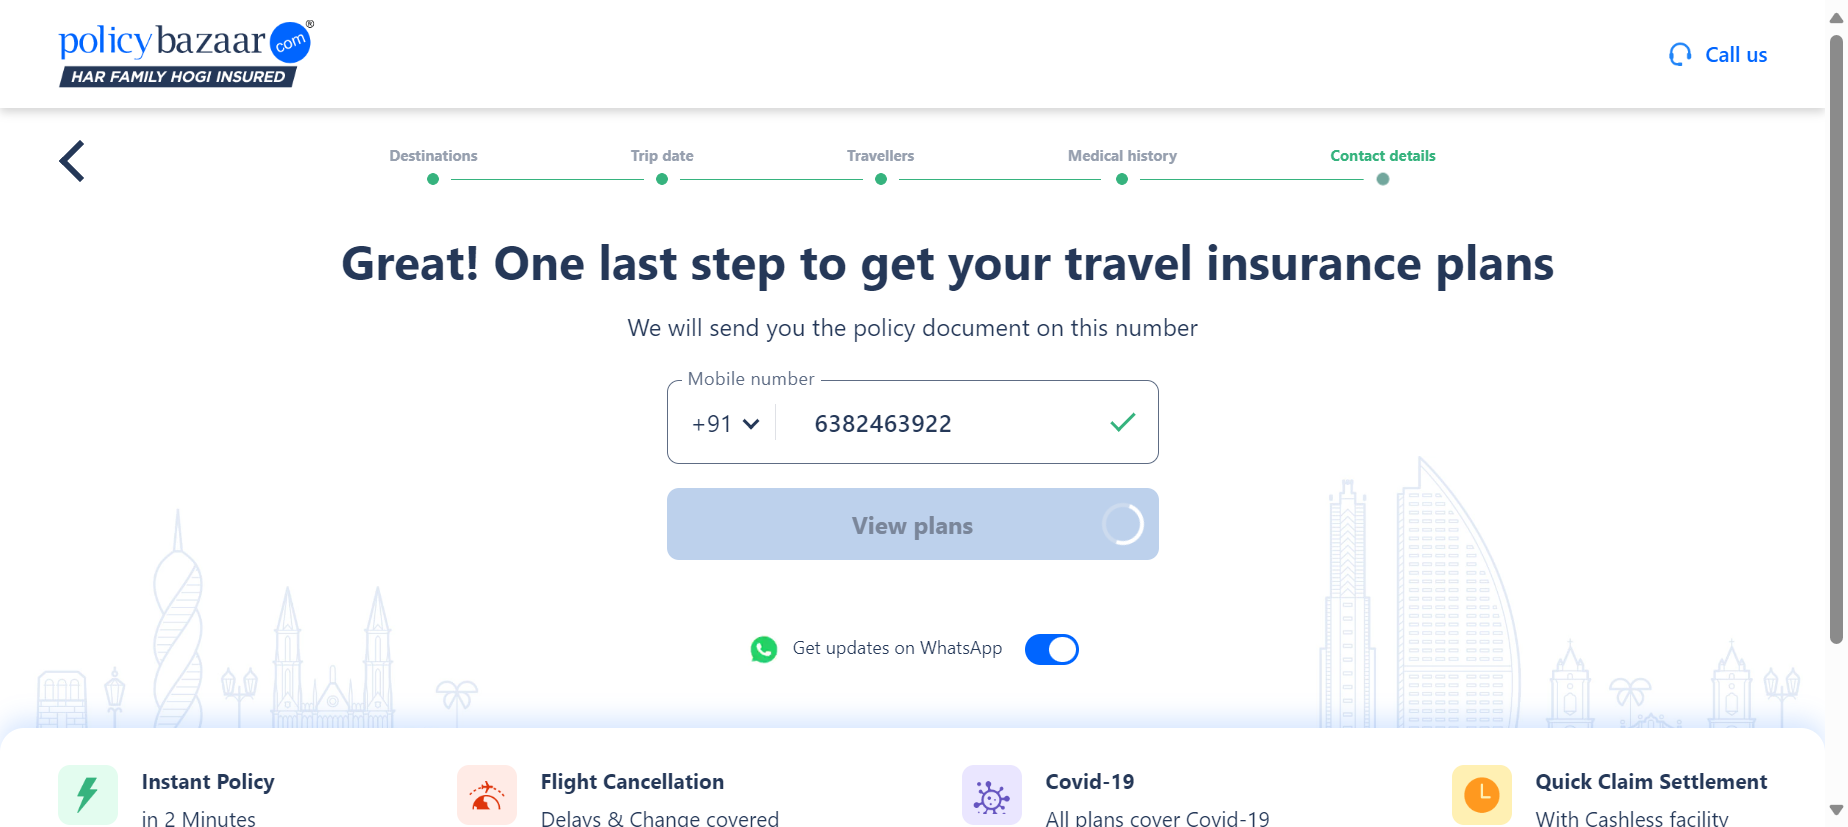 policybazaar com ®
HAR FAMILY HOGI INSURED
Call us
Destinations
Trip date
Travellers
Medical history
Contact details
Great! One last step to get your travel insurance plans
We will send you the policy document on this number
Mobile number
+91 6382463922
View plans
Get updates on WhatsApp
Instant Policy
in 2 Minutes
Flight Cancellation
Delays & Change covered
Covid-19
All plans cover Covid-19
Quick Claim Settlement
With Cashless facility